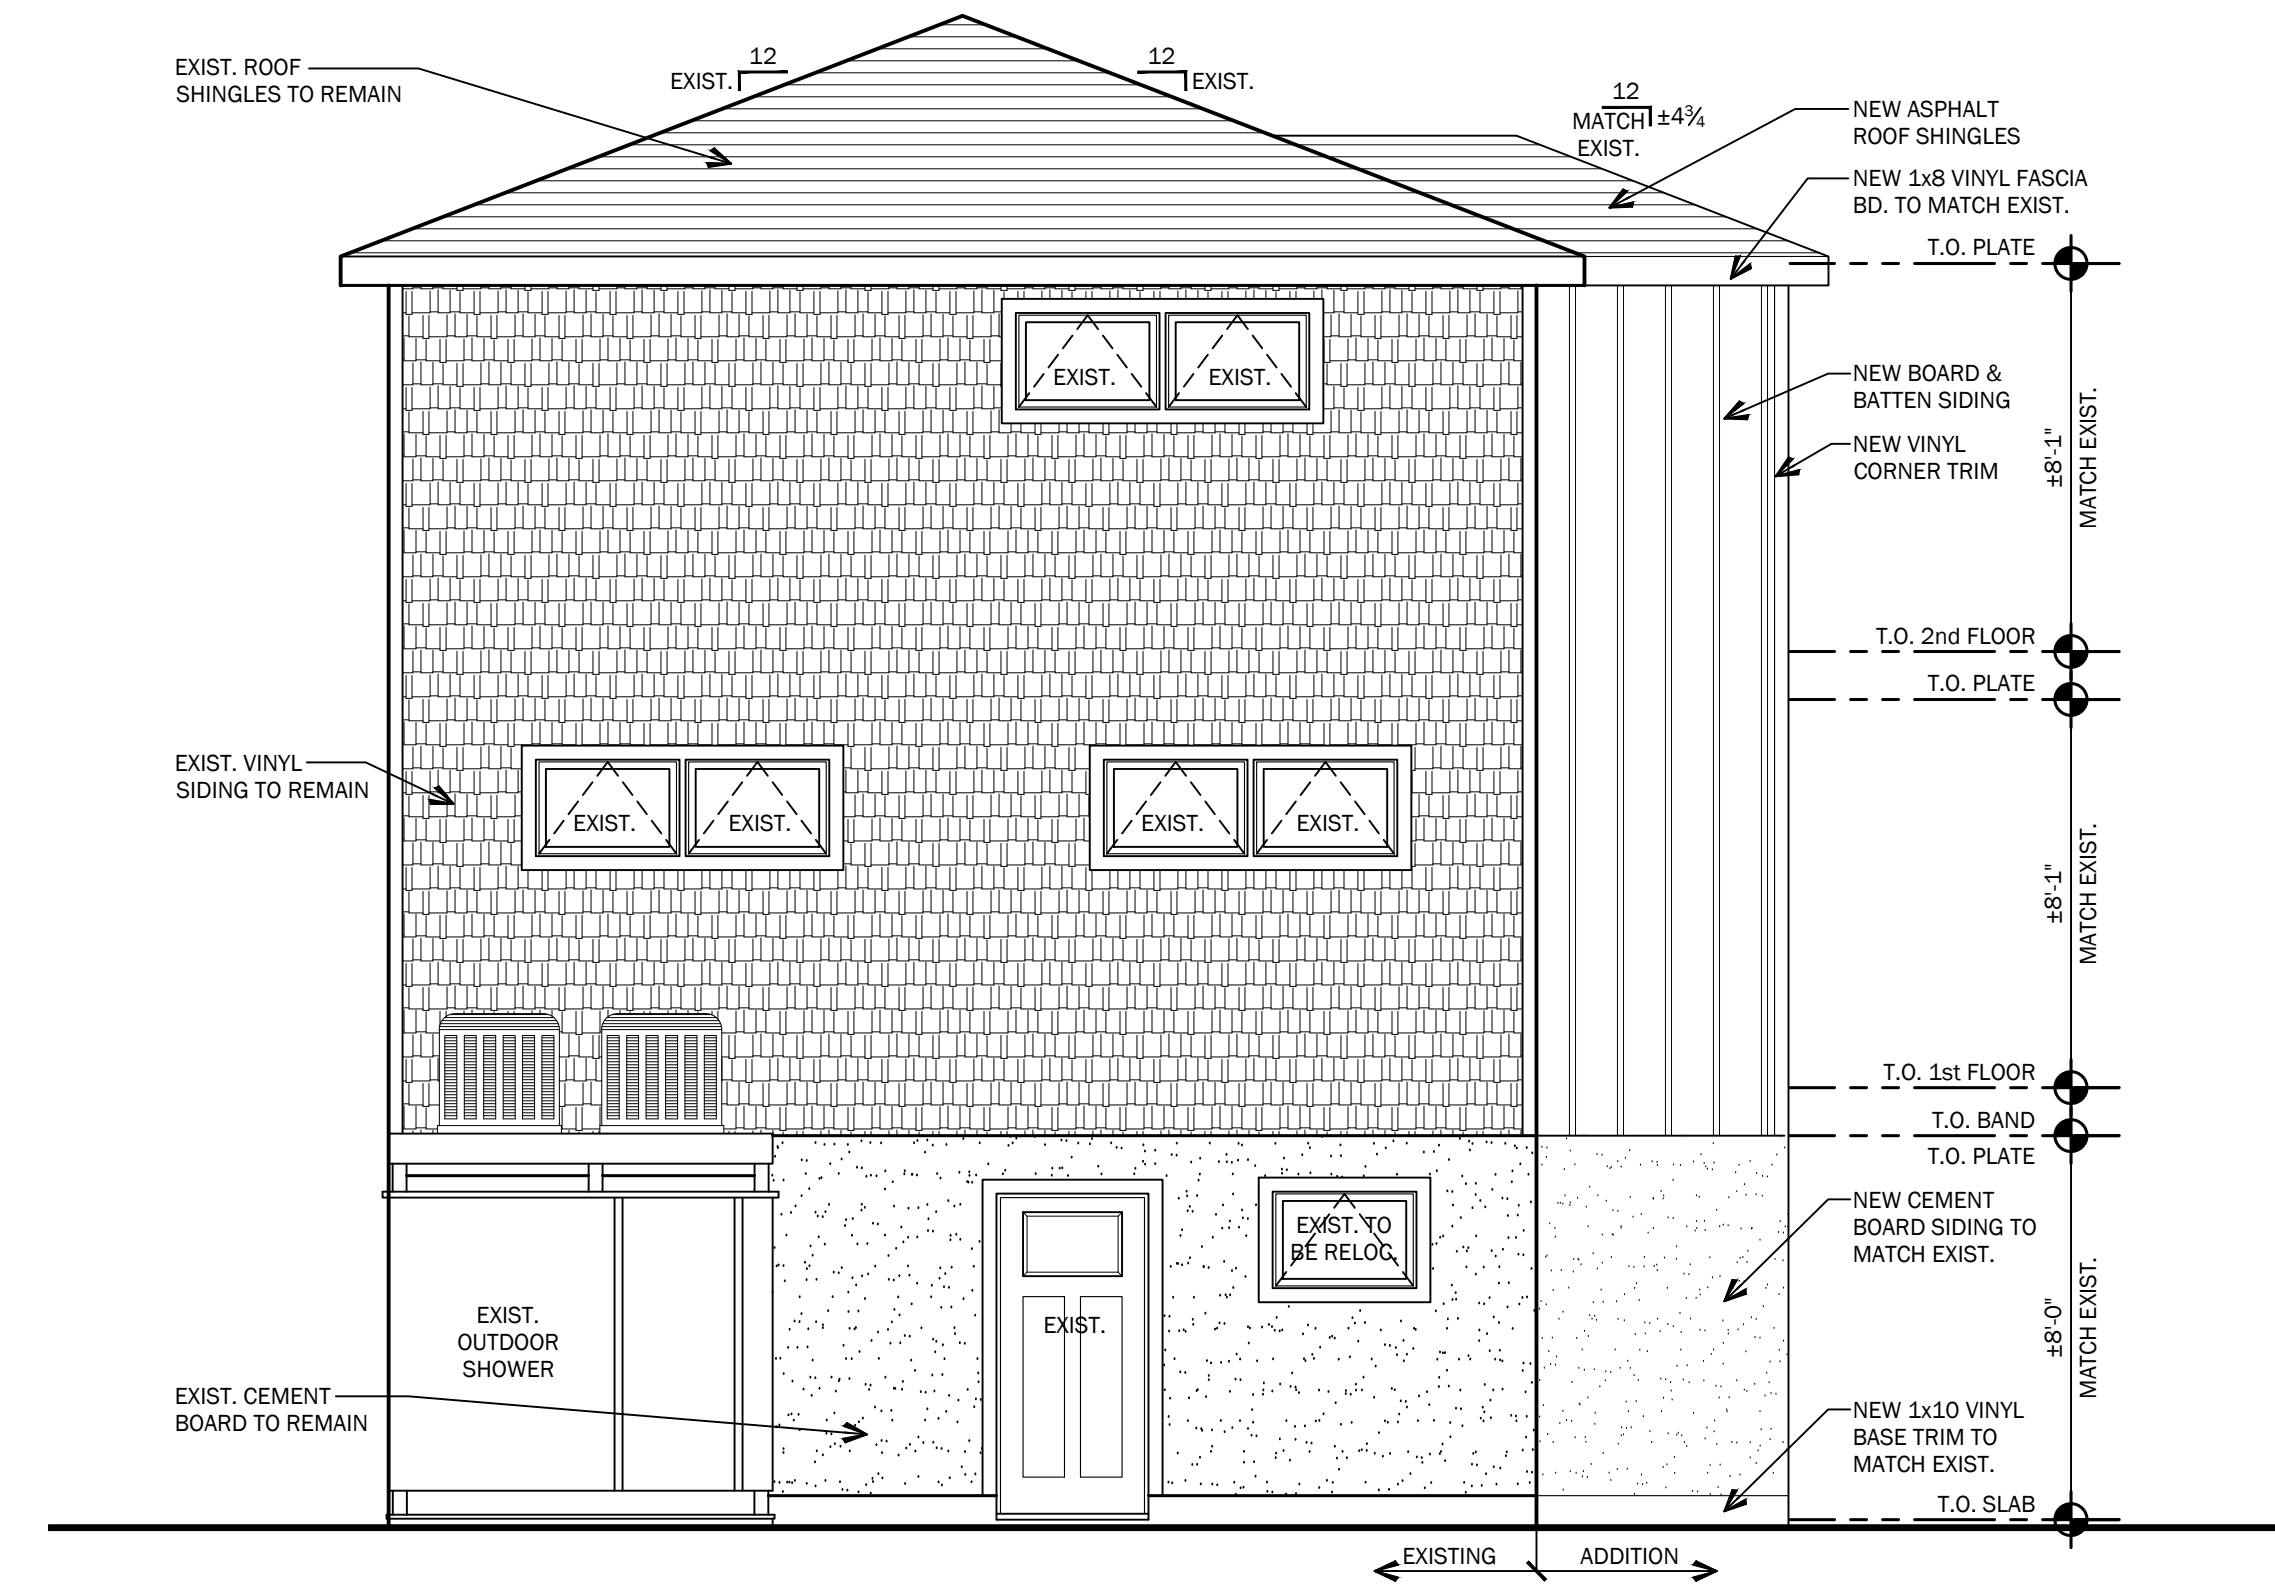 EXIST. ROOF
SHINGLES TO REMAIN
12
EXIST.
12
EXIST.
12
MATCH
EXIST.
±4¾
NEW ASPHALT
ROOF SHINGLES
NEW 1x8 VINYL FASCIA
BD. TO MATCH EXIST.
T.O. PLATE
EXIST.
EXIST.
NEW BOARD &
BATTEN SIDING
NEW VINYL
CORNER TRIM
±8'-1"
MATCH EXIST.
T.O. 2nd FLOOR
T.O. PLATE
EXIST. VINYL
SIDING TO REMAIN
EXIST.
EXIST.
EXIST.
EXIST.
±8'-1"
MATCH EXIST.
T.O. 1st FLOOR
T.O. BAND
T.O. PLATE
EXIST. TO
BE RELOC.
NEW CEMENT
BOARD SIDING TO
MATCH EXIST.
EXIST.
OUTDOOR
SHOWER
EXIST.
±8'-0"
MATCH EXIST.
EXIST. CEMENT
BOARD TO REMAIN
NEW 1x10 VINYL
BASE TRIM TO
MATCH EXIST.
T.O. SLAB
EXISTING
ADDITION